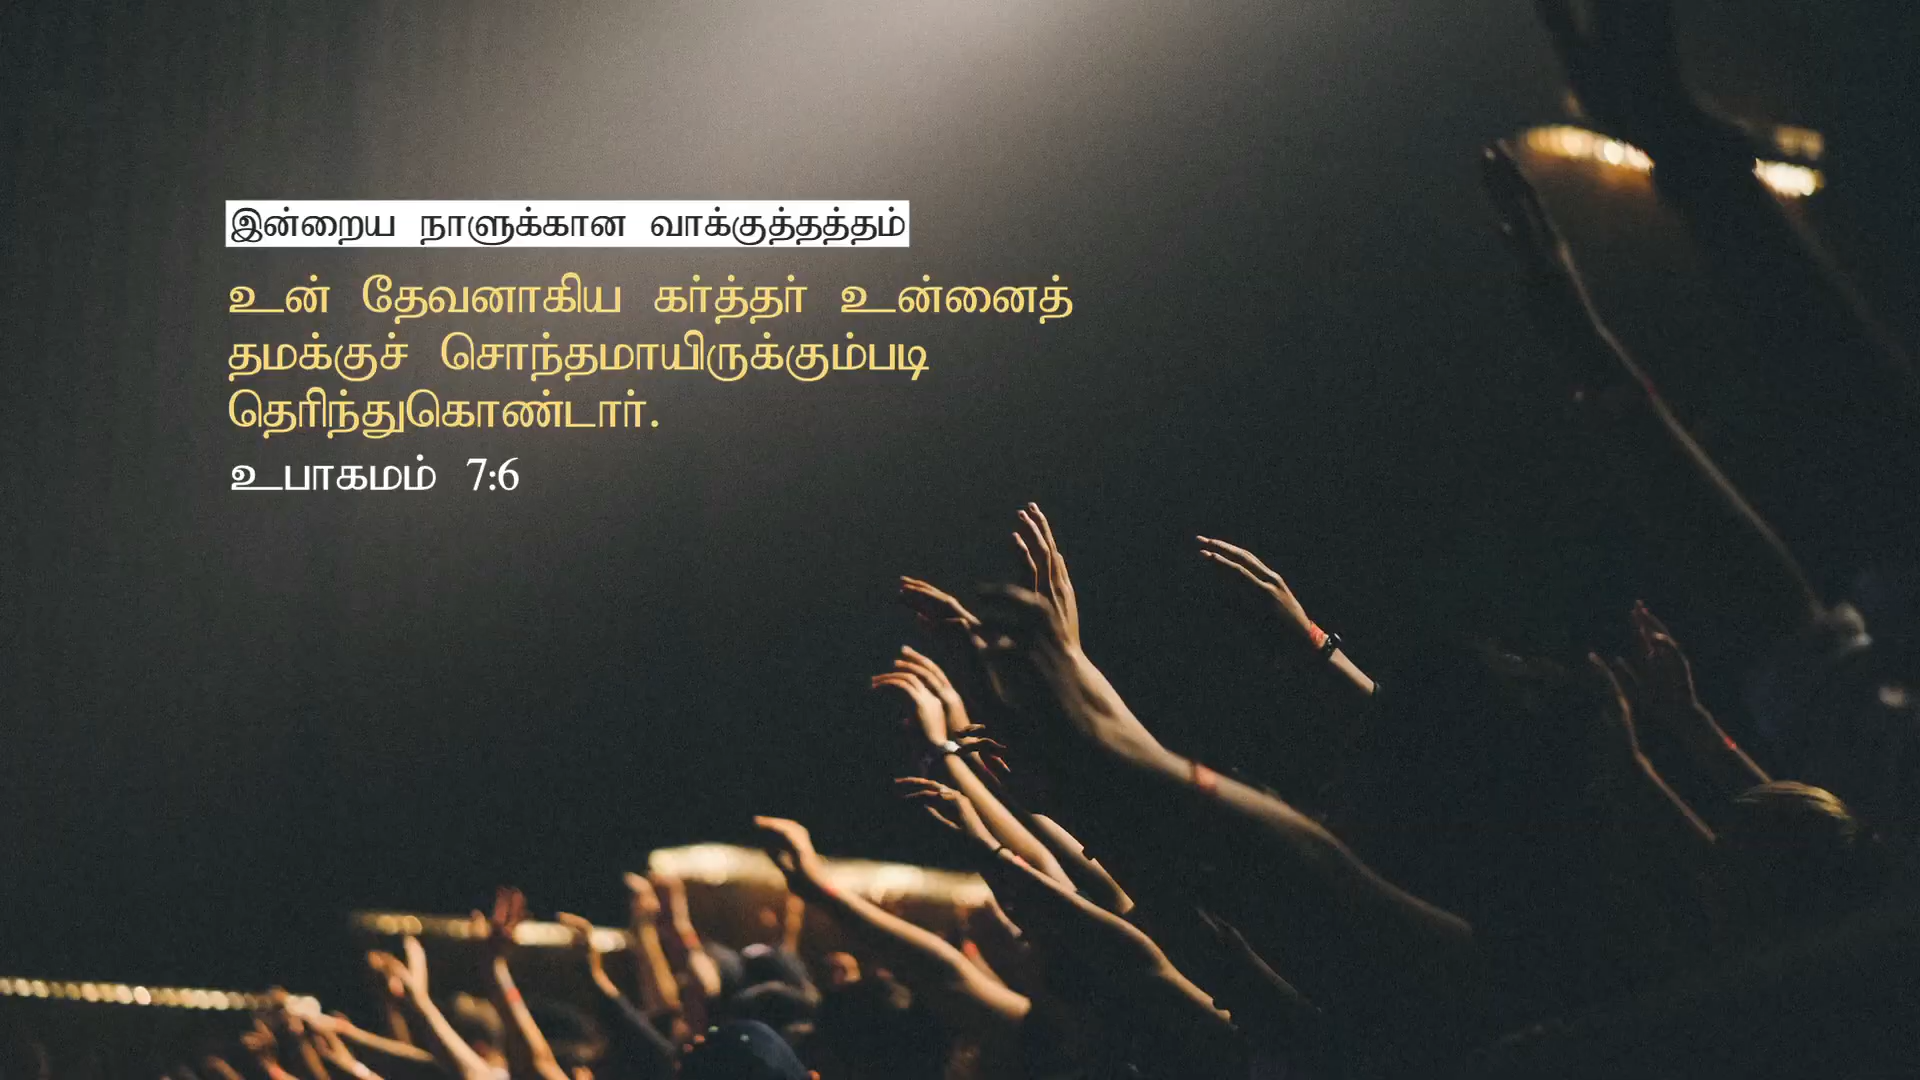 இன்றைய நாளுக்கான வாக்குத்தத்தம்
உன் தேவனாகிய கர்த்தர் உன்னைத்
தமக்குச் சொந்தமாயிருக்கும்படி
தெரிந்துகொண்டார்.
உபாகமம் 7:6